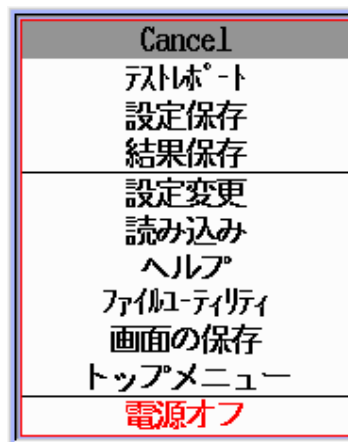 Cancel
ﾃｽﾄﾚﾎﾟｰﾄ
設定保存
結果保存
設定変更
読み込み
ヘルプ
ﾌｧｲﾙﾕｰﾃｨﾘﾃｨ
画面の保存
トップメニュー
電源オフ